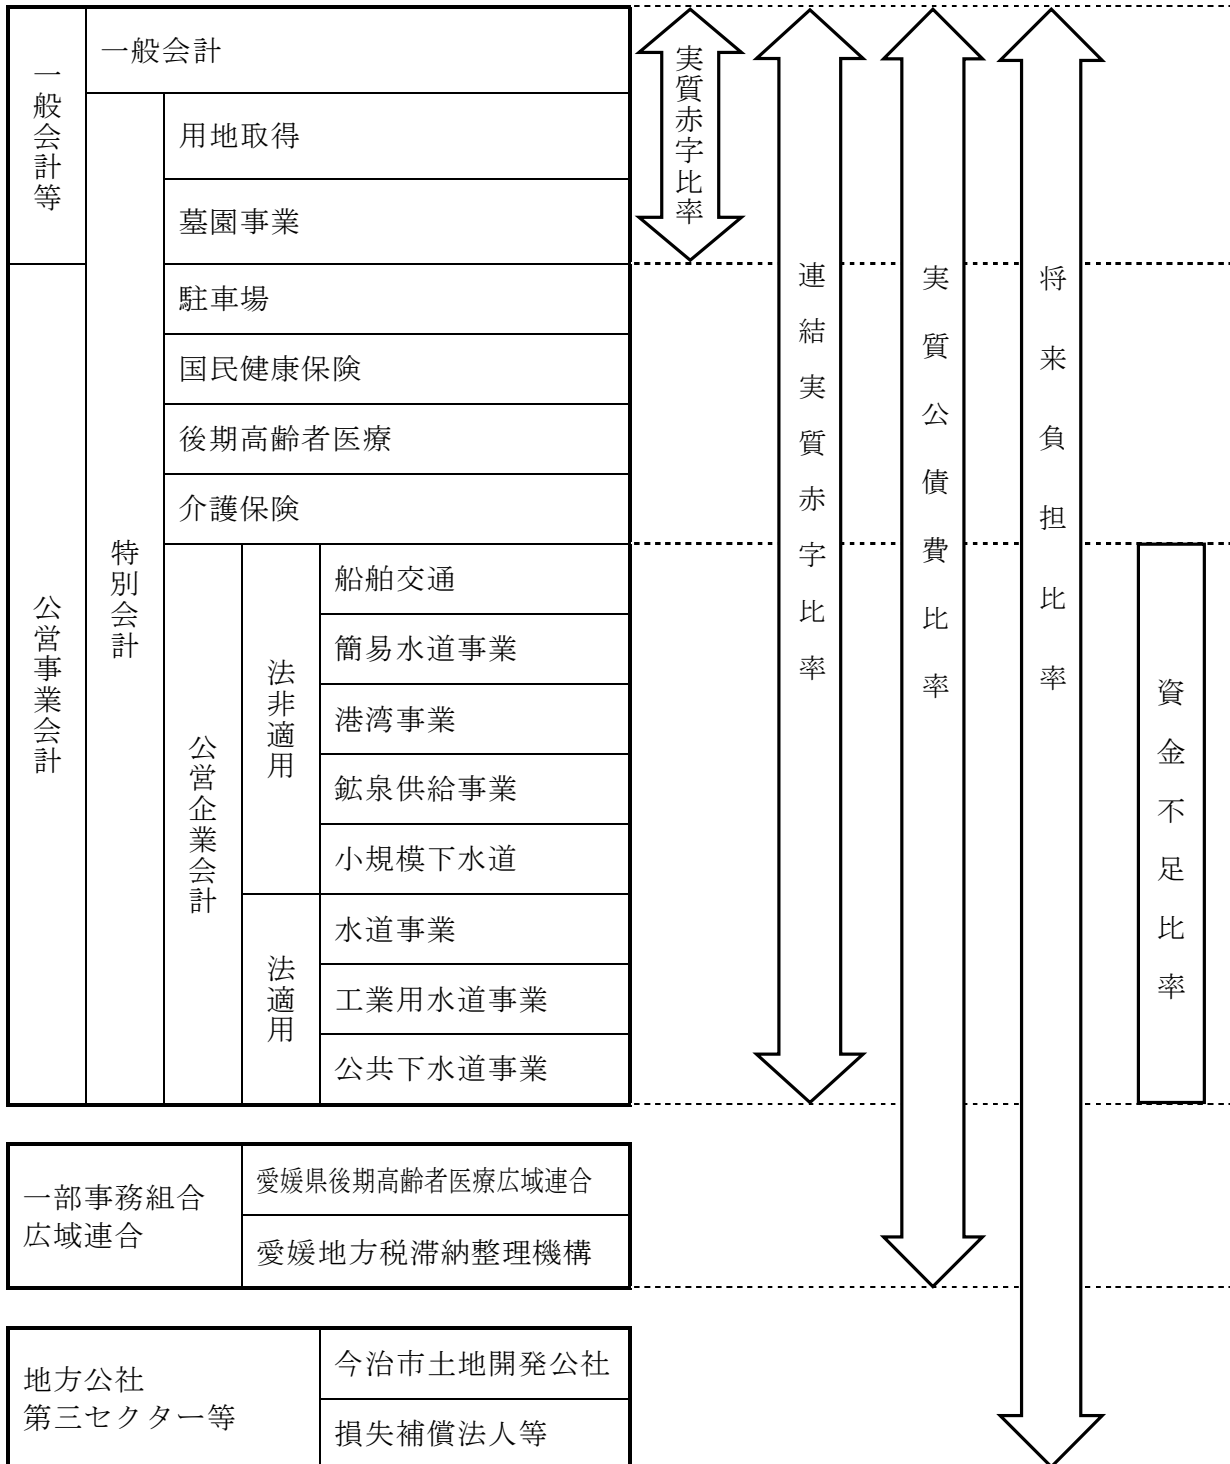 一般会計等
一般会計
特別会計
用地取得
墓園事業
公営事業会計
駐車場
国民健康保険
後期高齢者医療
介護保険
公営企業会計
法非適用
船舶交通
簡易水道事業
港湾事業
鉱泉供給事業
小規模下水道
法適用
水道事業
工業用水道事業
公共下水道事業
実質赤字比率
連結実質赤字比率
実質公債費比率
将来負担比率
資金不足比率
一部事務組合
広域連合
愛媛県後期高齢者医療広域連合
愛媛地方税滞納整理機構
地方公社
第三セクター等
今治市土地開発公社
損失補償法人等